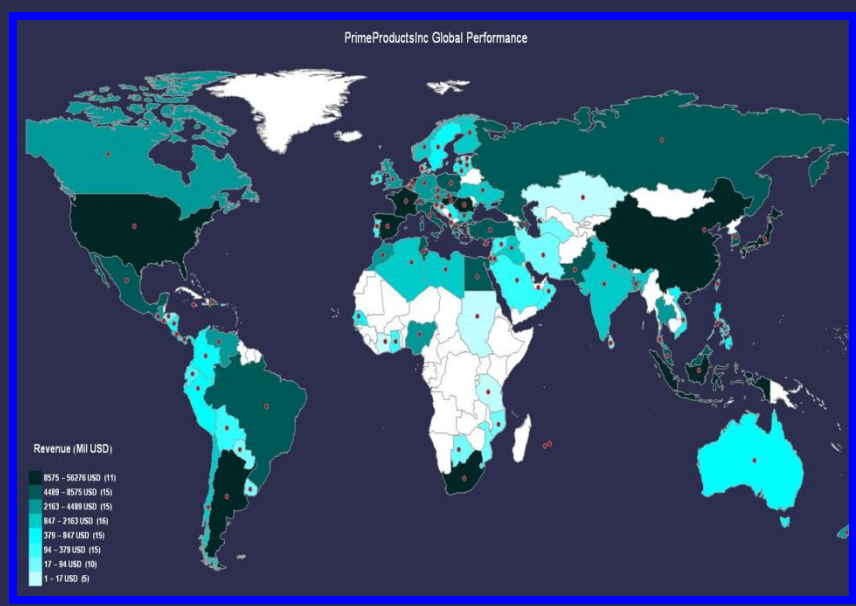 PrimeProductsInc Global Performance
Revenue (Mil USD)
8575 – 56276 USD (11)
4489 – 8575 USD (15)
2163 – 4489 USD (15)
847 – 2163 USD (16)
379 – 847 USD (15)
94 – 379 USD (15)
17 – 94 USD (10)
1 – 17 USD (5)